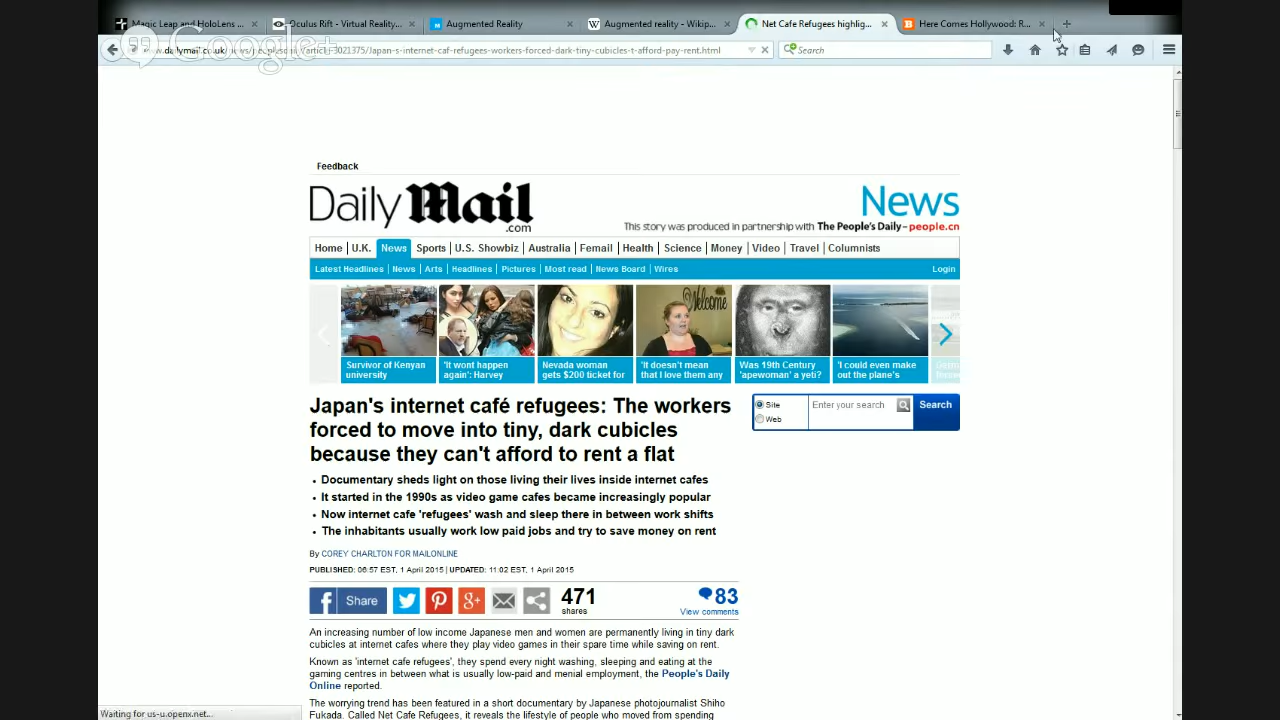 Magic Leap and HoloLens ...
Oculus Rift - Virtual Reality...
Augmented Reality
Augmented reality - Wikip...
Net Cafe Refugees highlig...
Here Comes Hollywood: R...
Google+
Search
Feedback
Daily Mail
.com
News
This story was produced in partnership with The People's Daily - people.cn
Home U.K. News Sports U.S. Showbiz Australia Femail Health Science Money Video Travel Columnists
Latest Headlines News Arts Headlines Pictures Most read News Board Wires Login
Welcome
Survivor of Kenyan university
'It wont happen again': Harvey
Nevada woman gets $200 ticket for
'It doesn't mean that I love them any
Was 19th Century 'apewoman' a yeti?
'I could even make out the plane's
Japan's internet café refugees: The workers
forced to move into tiny, dark cubicles
because they can't afford to rent a flat
Site
Web
Enter your search
Search
• Documentary sheds light on those living their lives inside internet cafes
• It started in the 1990s as video game cafes became increasingly popular
• Now internet cafe 'refugees' wash and sleep there in between work shifts
• The inhabitants usually work low paid jobs and try to save money on rent
By COREY CHARLTON FOR MAILONLINE
PUBLISHED: 06:57 EST, 1 April 2015 | UPDATED: 11:02 EST, 1 April 2015
Share
471
shares
83
View comments
An increasing number of low income Japanese men and women are permanently living in tiny dark
cubicles at internet cafes where they play video games in their spare time while saving on rent.
Known as 'internet cafe refugees', they spend every night washing, sleeping and eating at the
gaming centres in between what is usually low-paid and menial employment, the People's Daily
Online reported.
The worrying trend has been featured in a short documentary by Japanese photojournalist Shiho
Fukada. Called Net Cafe Refugees, it reveals the lifestyle of people who moved from spending
Waiting for us-u.openx.net...